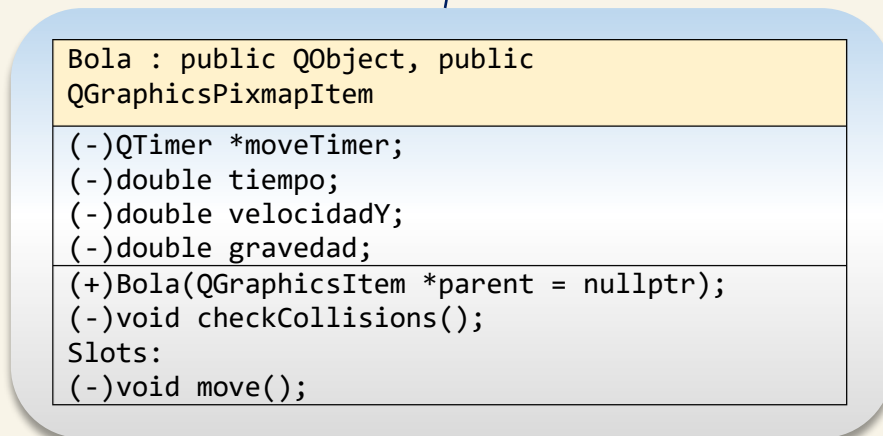 Bola : public QObject, public
QGraphicsPixmapItem
(-)QTimer *moveTimer;
(-)double tiempo;
(-)double velocidadY;
(-)double gravedad;
(+)Bola(QGraphicsItem *parent = nullptr);
(-)void checkCollisions();
Slots:
(-)void move();